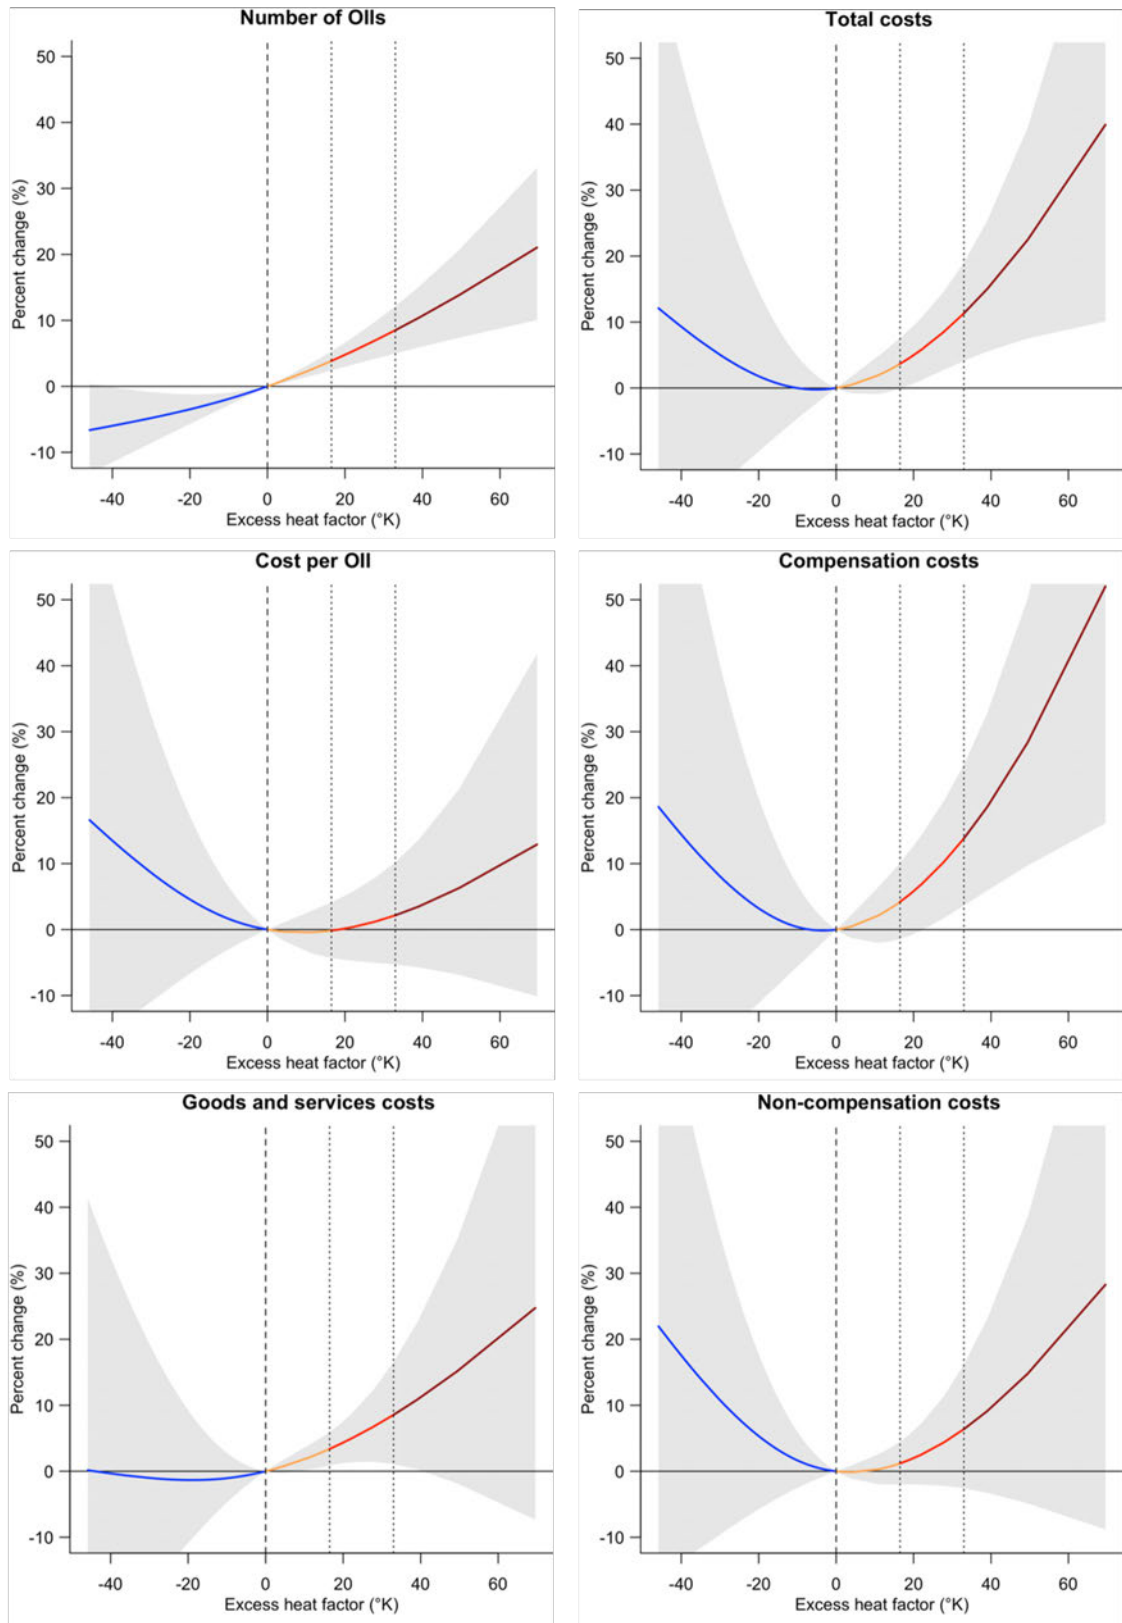 Number of OIIs
Percent change (%)
50
40
30
20
10
0
-10
-40 -20 0 20 40 60
Excess heat factor (°K)
Total costs
Percent change (%)
50
40
30
20
10
0
-10
-40 -20 0 20 40 60
Excess heat factor (°K)
Cost per OII
Percent change (%)
50
40
30
20
10
0
-10
-40 -20 0 20 40 60
Excess heat factor (°K)
Compensation costs
Percent change (%)
50
40
30
20
10
0
-10
-40 -20 0 20 40 60
Excess heat factor (°K)
Goods and services costs
Percent change (%)
50
40
30
20
10
0
-10
-40 -20 0 20 40 60
Excess heat factor (°K)
Non-compensation costs
Percent change (%)
50
40
30
20
10
0
-10
-40 -20 0 20 40 60
Excess heat factor (°K)